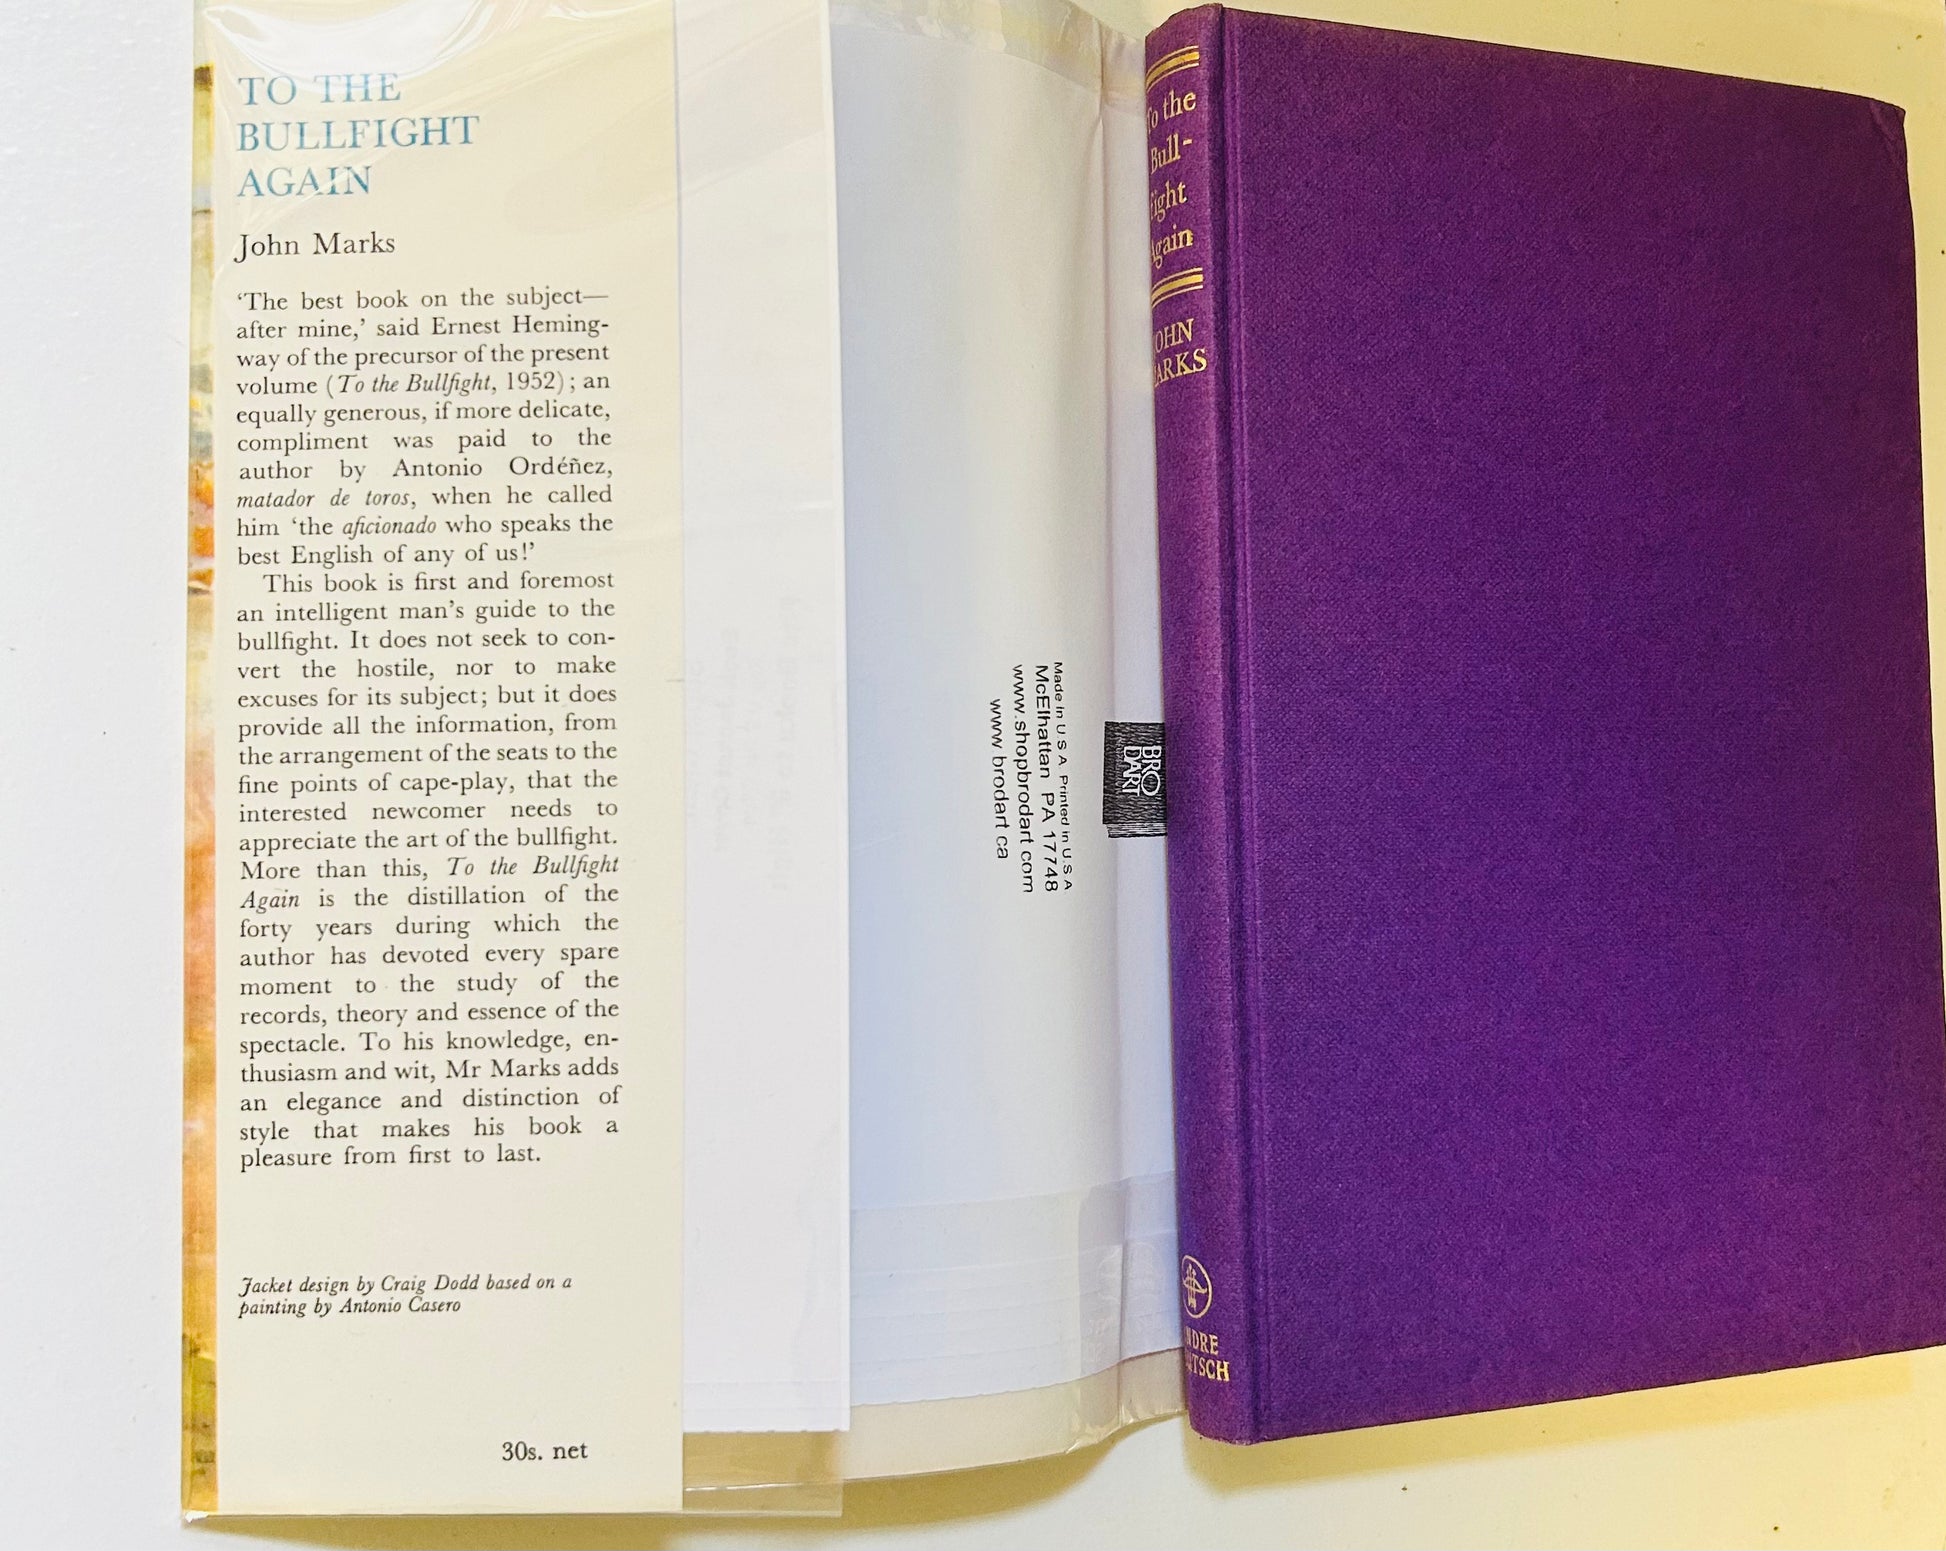 TO THE
BULLFIGHT
AGAIN
John Marks
‘The best book on the subject—
after mine,’ said Ernest Heming-
way of the precursor of the present
volume (To the Bullfight, 1952); an
equally generous, if more delicate,
compliment was paid to the
author by Antonio Ordéñez,
matador de toros, when he called
him ‘the aficionado who speaks the
best English of any of us!’
This book is first and foremost
an intelligent man’s guide to the
bullfight. It does not seek to con-
vert the hostile, nor to make
excuses for its subject; but it does
provide all the information, from
the arrangement of the seats to the
fine points of cape-play, that the
interested newcomer needs to
appreciate the art of the bullfight.
More than this, To the Bullfight
Again is the distillation of the
forty years during which the
author has devoted every spare
moment to the study of the
records, theory and essence of the
spectacle. To his knowledge, en-
thusiasm and wit, Mr Marks adds
an elegance and distinction of
style that makes his book a
pleasure from first to last.
Jacket design by Craig Dodd based on a
painting by Antonio Casero
30s. net
BRO
DART
Made in U S A Printed in U.S A
McElhattan PA 17748
www.shopbrodart com
www brodart ca
To the
Bull-
fight
Again
JOHN
MARKS
ANDRE
DEUTSCH